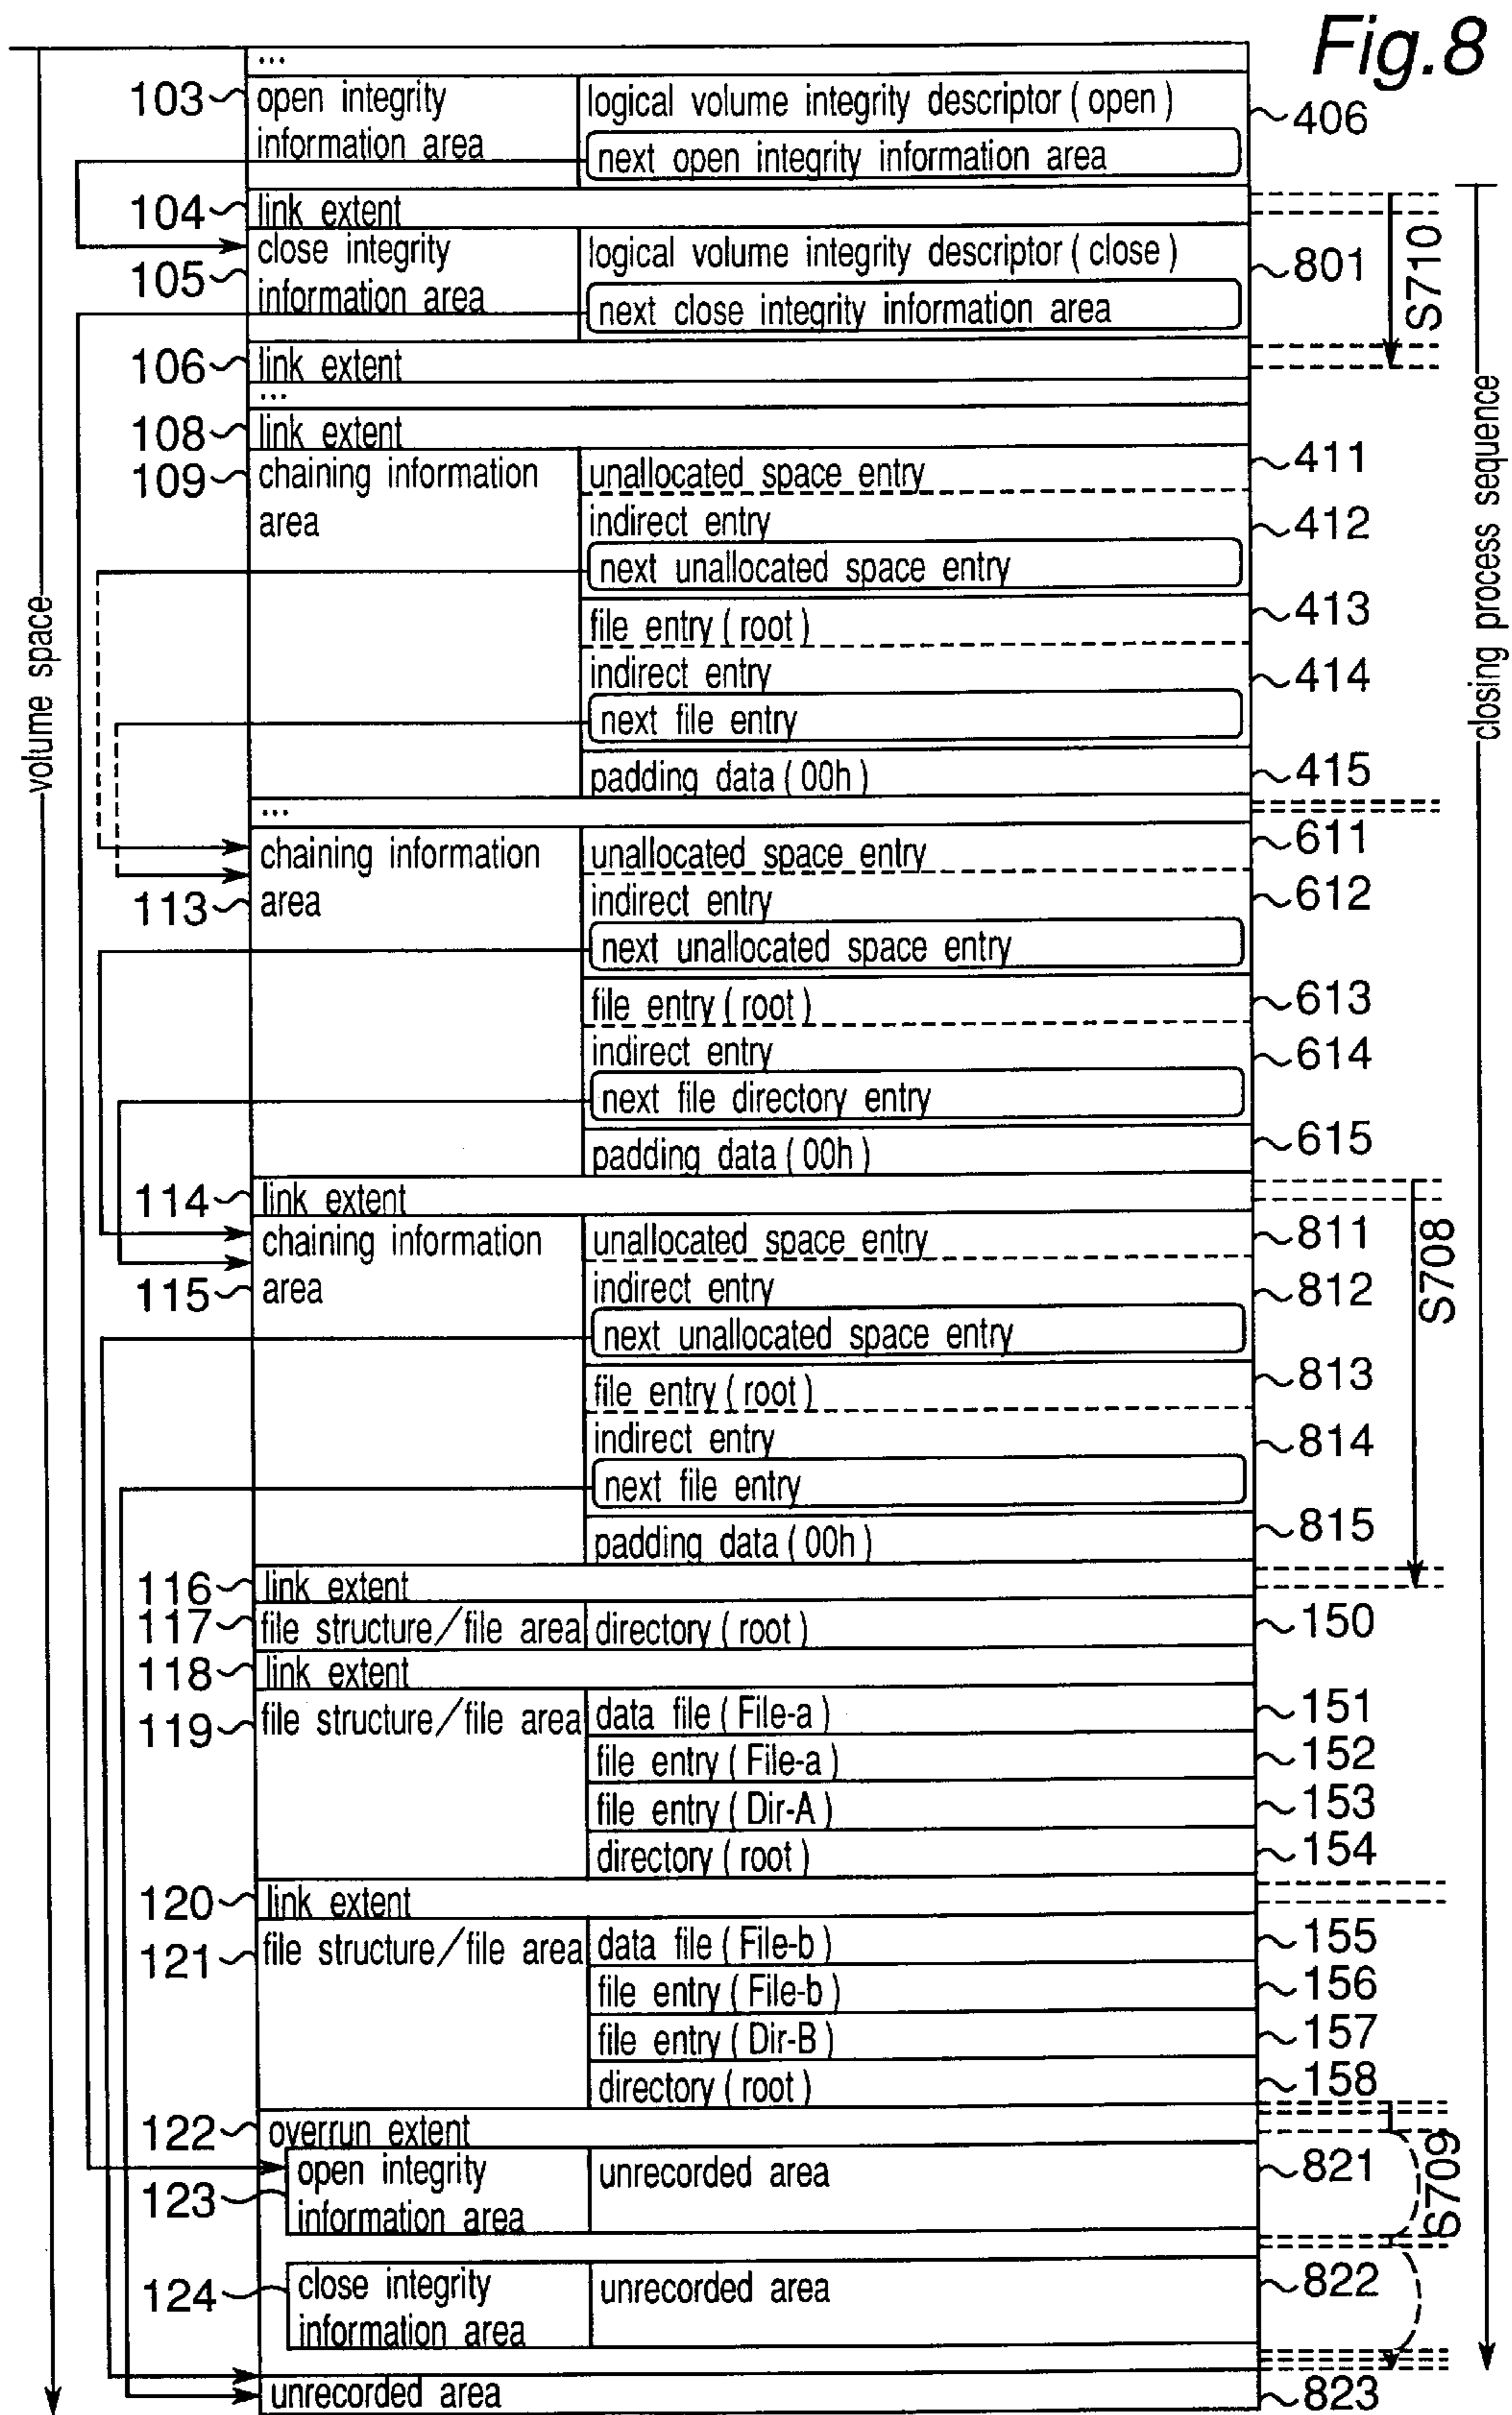 Fig.8
...
103 open integrity logical volume integrity descriptor (open) 406
information area next open integrity information area
104 link extent
close integrity logical volume integrity descriptor (close) 801
105 information area next close integrity information area
S710
106 link extent
...
108 link extent
109 chaining information unallocated space entry 411
area indirect entry 412
next unallocated space entry
file entry (root) 413
indirect entry 414
next file entry
padding data (00h) 415
...
chaining information unallocated space entry 611
113 area indirect entry 612
next unallocated space entry
file entry (root) 613
indirect entry 614
next file directory entry
padding data (00h) 615
114 link extent
chaining information unallocated space entry 811
115 area indirect entry 812
next unallocated space entry
S708
file entry (root) 813
indirect entry 814
next file entry
padding data (00h) 815
116 link extent
117 file structure/file area directory (root) 150
118 link extent
119 file structure/file area data file (File-a) 151
file entry (File-a) 152
file entry (Dir-A) 153
directory (root) 154
120 link extent
121 file structure/file area data file (File-b) 155
file entry (File-b) 156
file entry (Dir-B) 157
directory (root) 158
122 overrun extent
123 open integrity unrecorded area 821
information area
S709
124 close integrity unrecorded area 822
information area
unrecorded area 823
volume space
closing process sequence